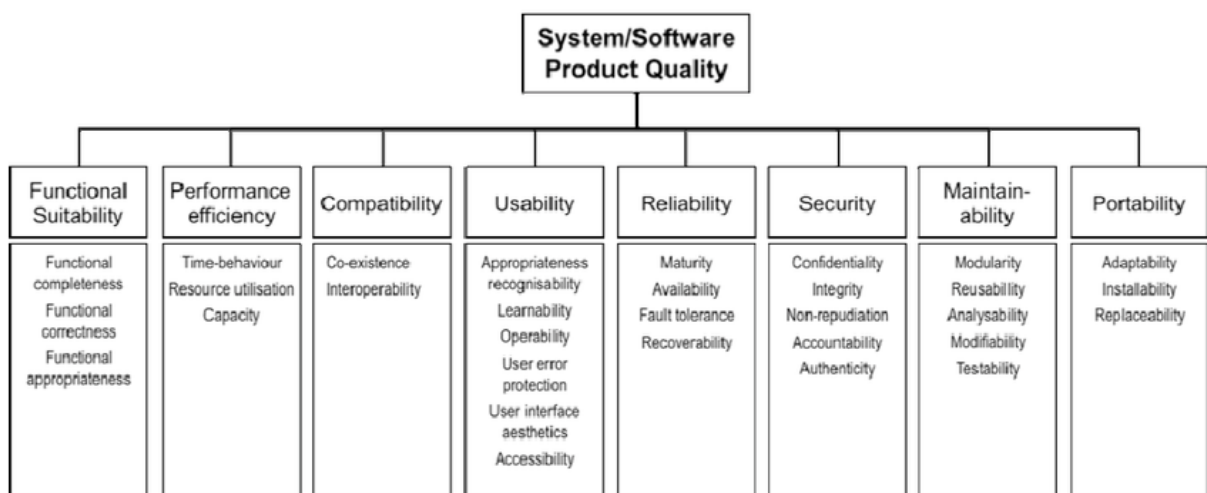 System/Software
Product Quality
Functional
Suitability
Performance
efficiency
Compatibility
Usability
Reliability
Security
Maintain-
ability
Portability
Functional
completeness
Functional
correctness
Functional
appropriateness
Time-behaviour
Resource utilisation
Capacity
Co-existence
Interoperability
Appropriateness
recognisability
Learnability
Operability
User error
protection
User interface
aesthetics
Accessibility
Maturity
Availability
Fault tolerance
Recoverability
Confidentiality
Integrity
Non-repudiation
Accountability
Authenticity
Modularity
Reusability
Analysability
Modifiability
Testability
Adaptability
Installability
Replaceability